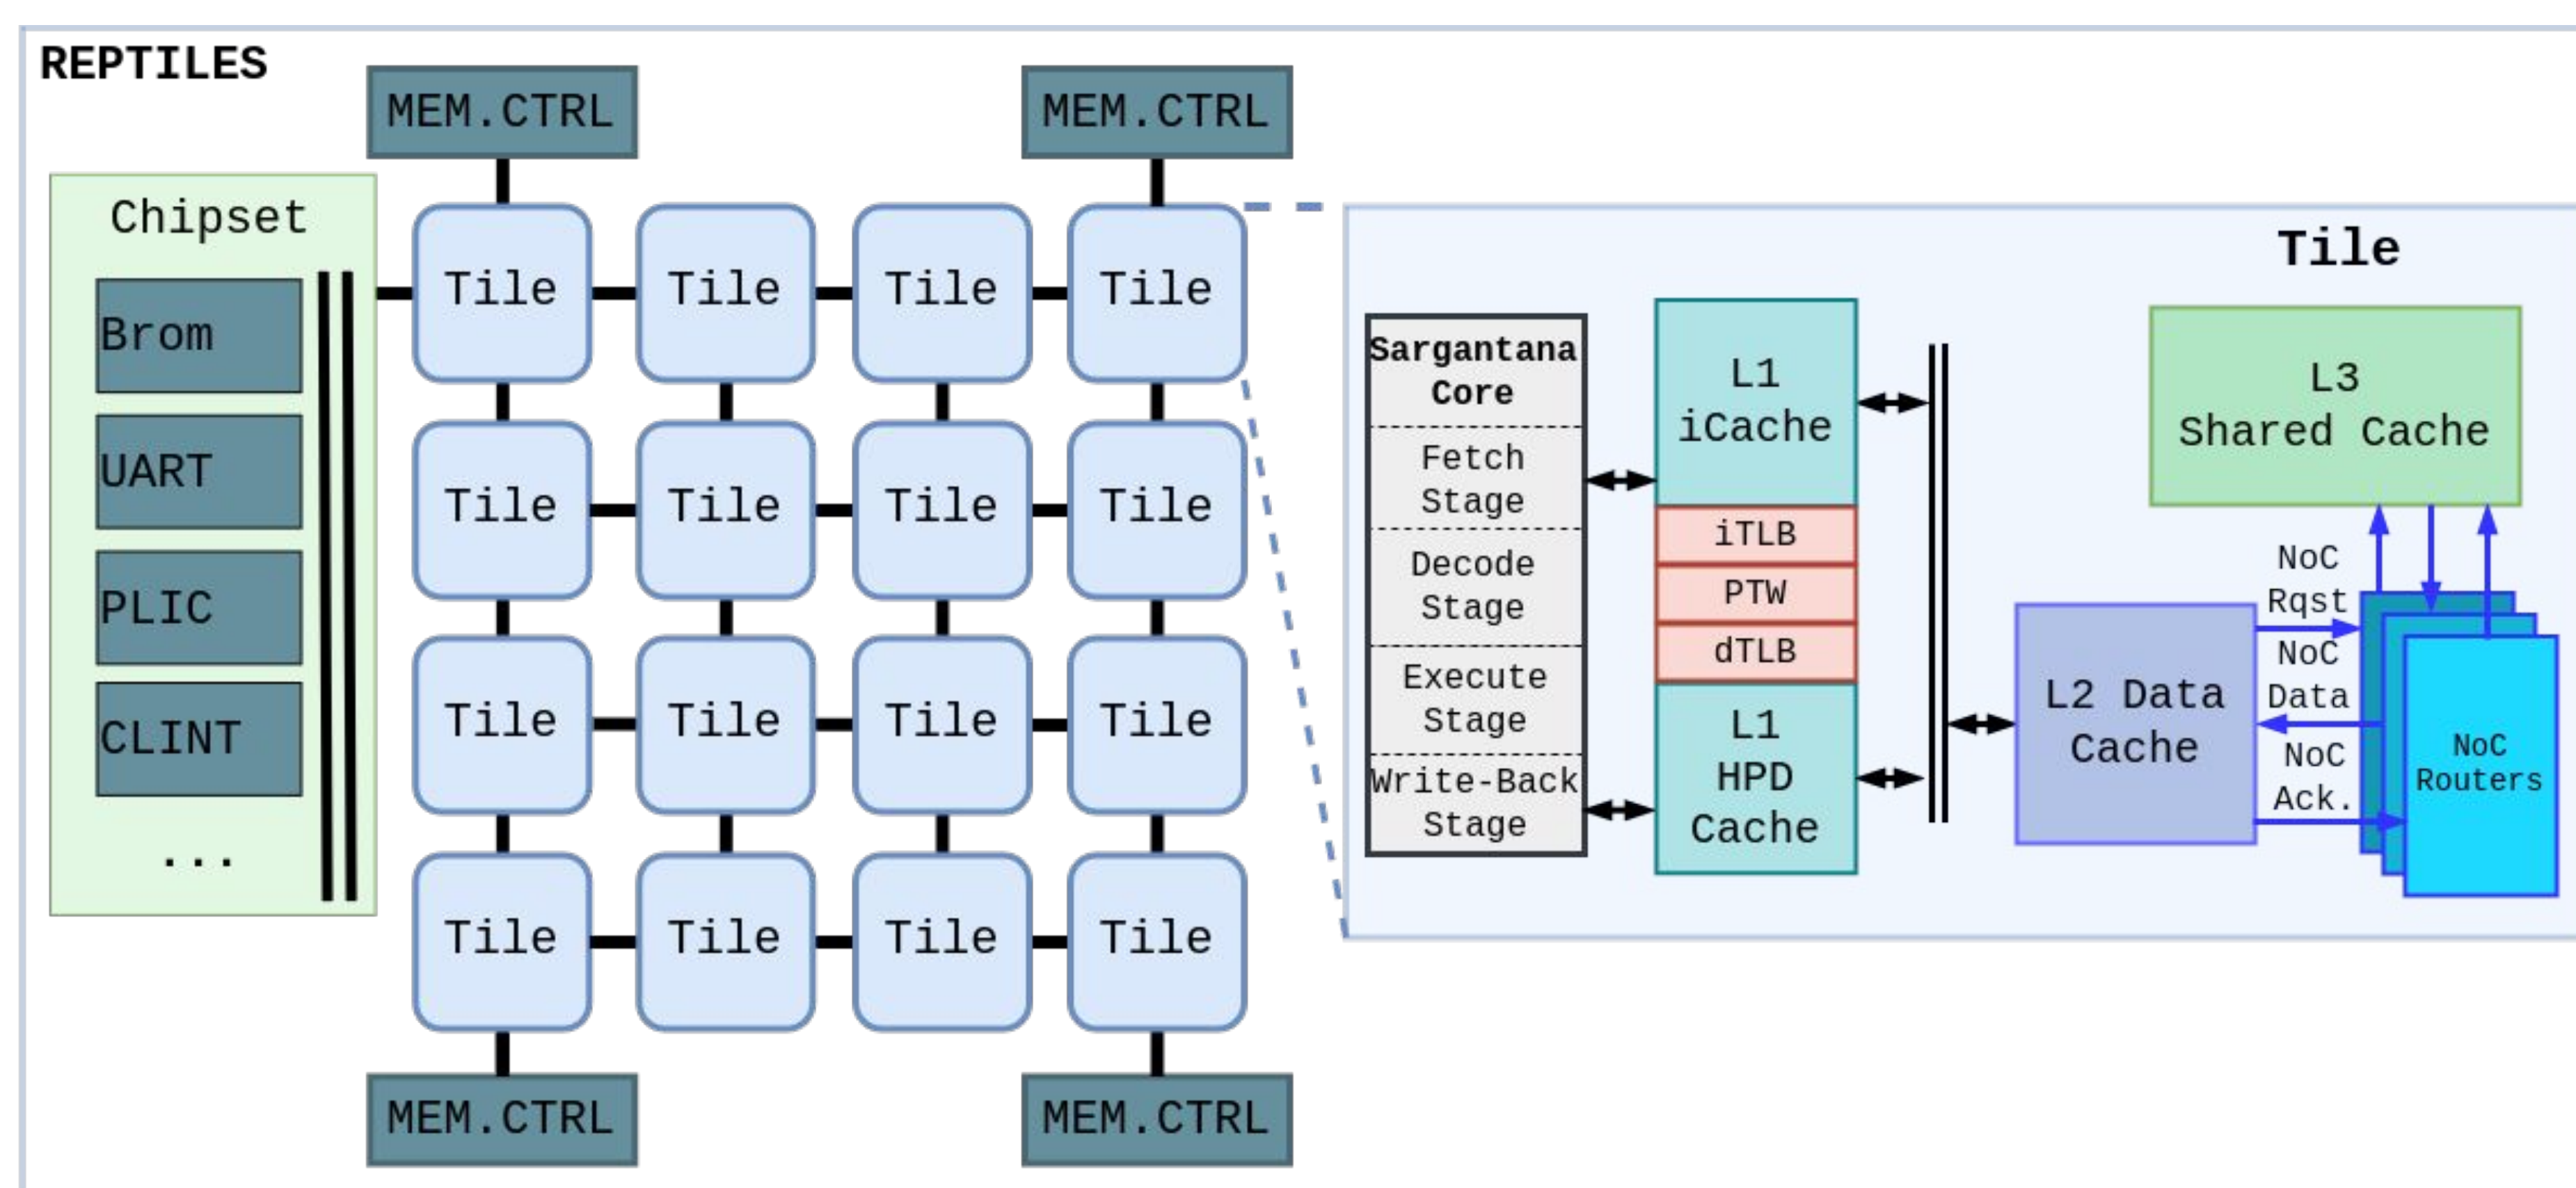 REPTILES
MEM.CTRL
MEM.CTRL
Chipset
Brom
UART
PLIC
CLINT
...
Tile Tile Tile Tile
Tile Tile Tile Tile
Tile Tile Tile Tile
Tile Tile Tile Tile
MEM.CTRL
MEM.CTRL
Tile
Sargantana
Core
Fetch
Stage
Decode
Stage
Execute
Stage
Write-Back
Stage
L1
iCache
iTLB
PTW
dTLB
L1
HPD
Cache
L2 Data
Cache
L3
Shared Cache
NoC
Rqst
NoC
Data
NoC
Ack.
NoC
Routers